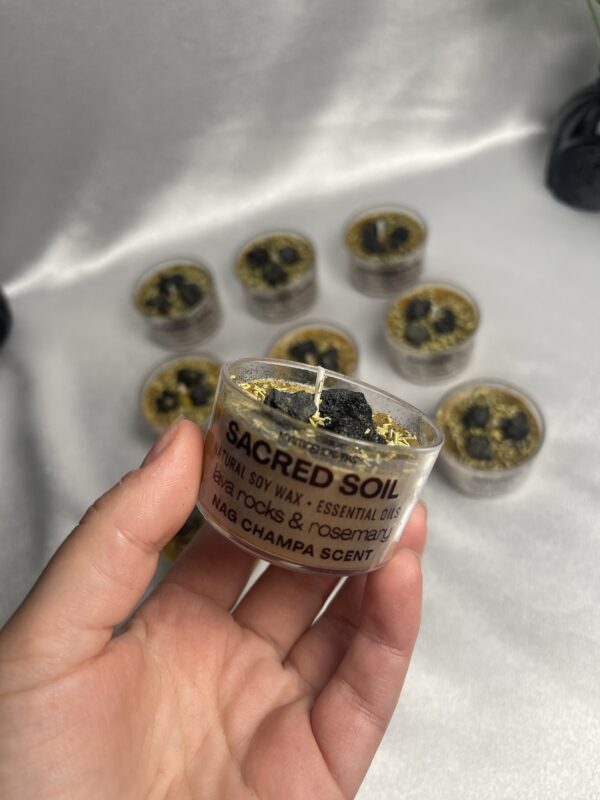 SACRED SOIL
NATURAL SOY WAX • ESSENTIAL OILS
lava rocks & rosemary
NAG CHAMPA SCENT